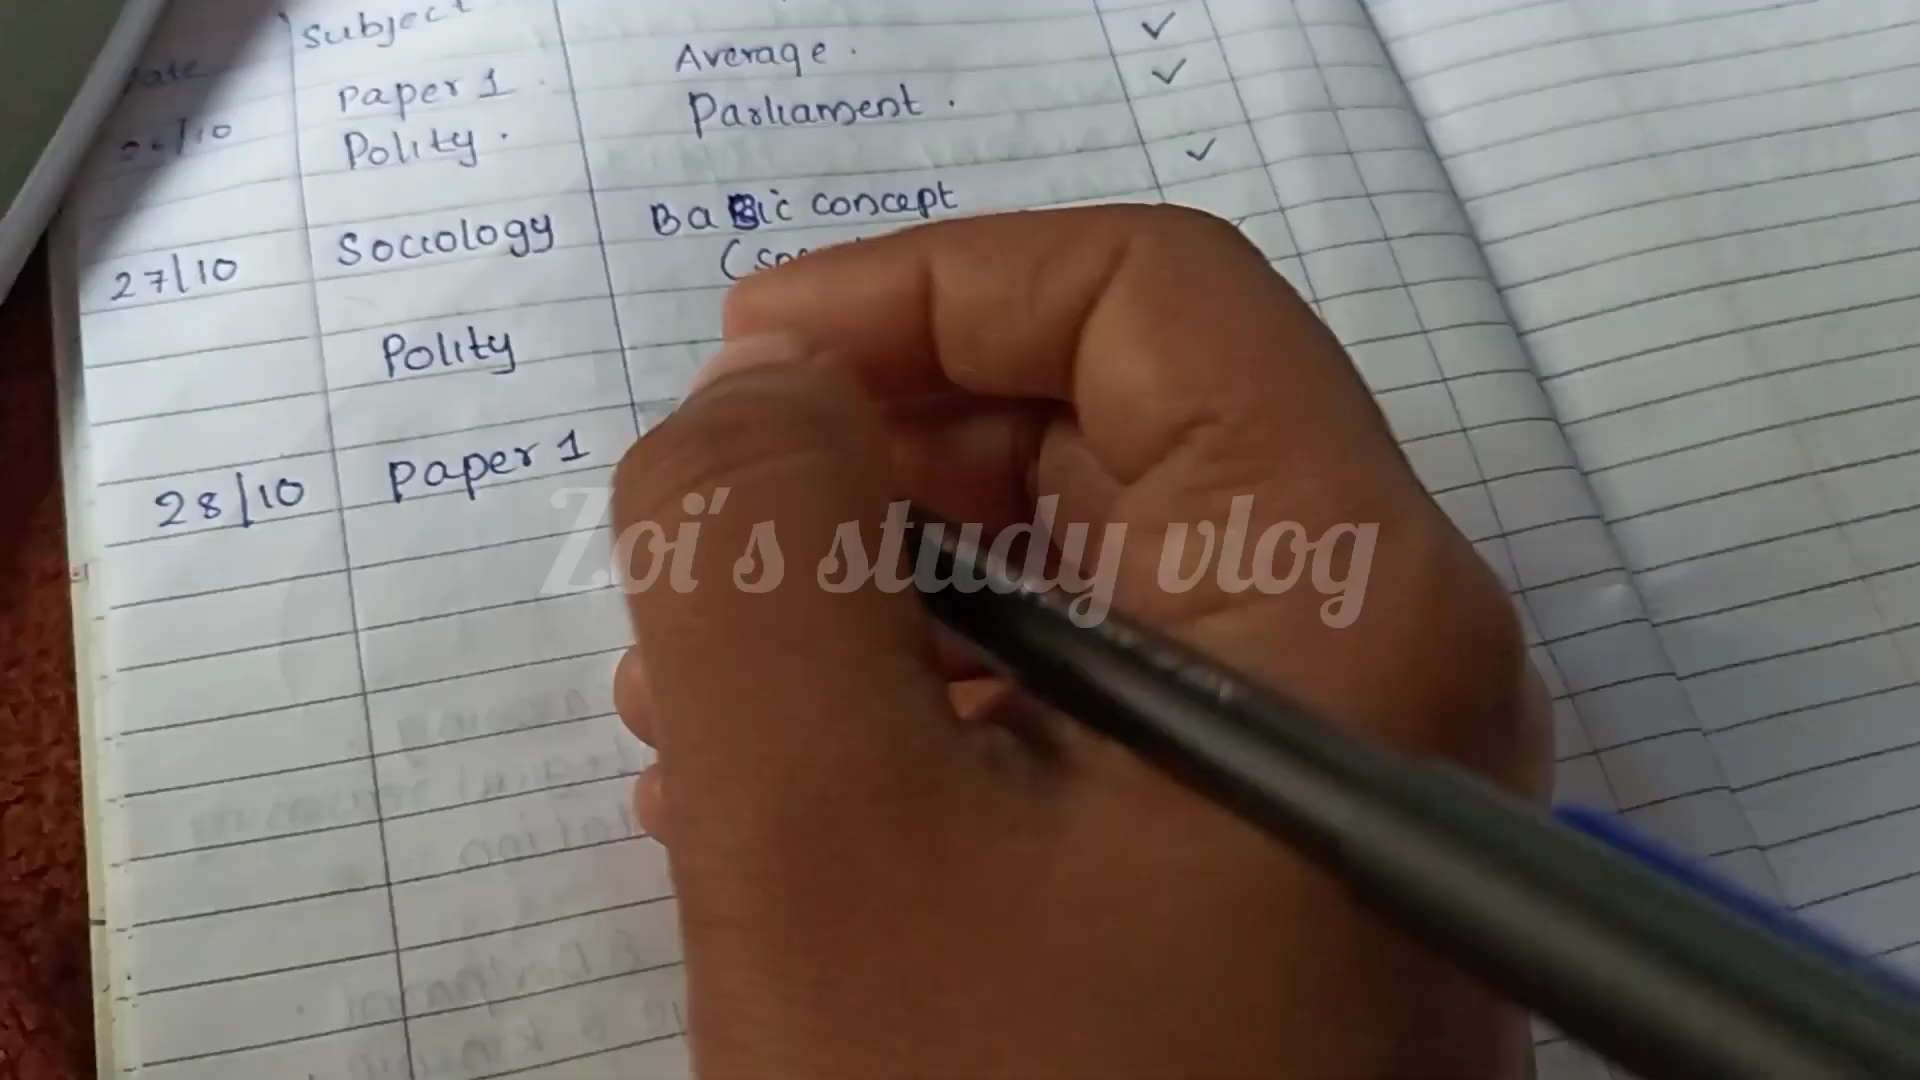 Subject
Date
Paper 1 . Average .
Polity . Parliament .
27/10 Sociology Basic concept
Polity
28/10 Paper 1
Zoi's study vlog